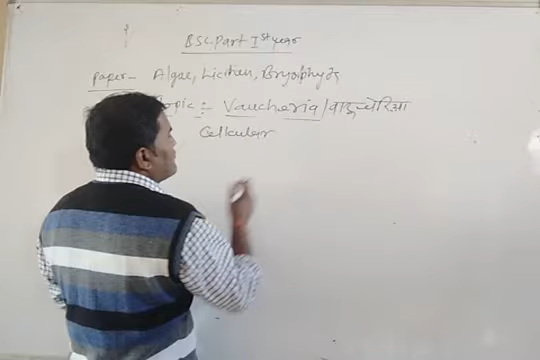 B.Sc. Part Ist year
Paper- Algae, Lichen, Bryophyta
Topic:- Vaucheria/वाउचेरिआ
Cellular